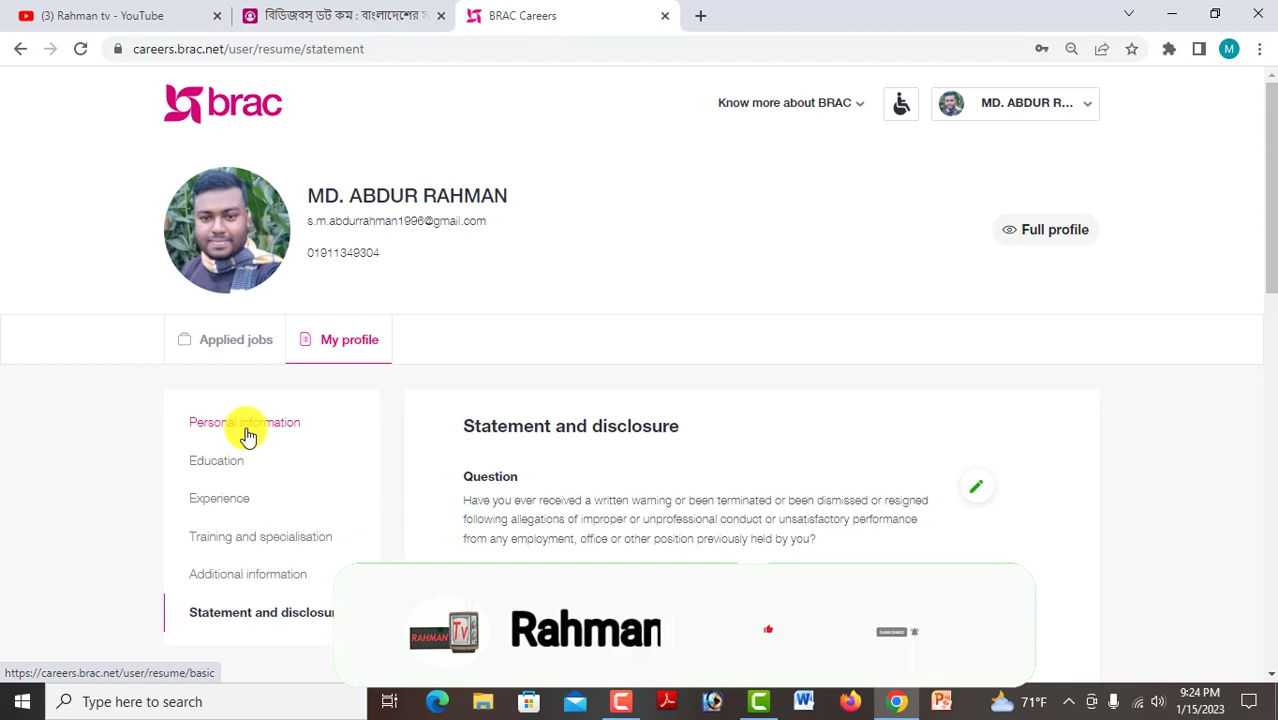 (3) Rahman tv - YouTube
বিডিজবস্ ডট কম : বাংলাদেশের স
BRAC Careers
careers.brac.net/user/resume/statement
M
brac
Know more about BRAC
MD. ABDUR R...
MD. ABDUR RAHMAN
s.m.abdurrahman1996@gmail.com
01911349304
Full profile
Applied jobs
My profile
Personal information
Education
Experience
Training and specialisation
Additional information
Statement and disclosur
Statement and disclosure
Question
Have you ever received a written warning or been terminated or been dismissed or resigned
following allegations of improper or unprofessional conduct or unsatisfactory performance
from any employment, office or other position previously held by you?
RAHMAN Tv
Rahman
SUBSCRIBED
https://careers.brac.net/user/resume/basic
Type here to search
71°F
9:24 PM
1/15/2023